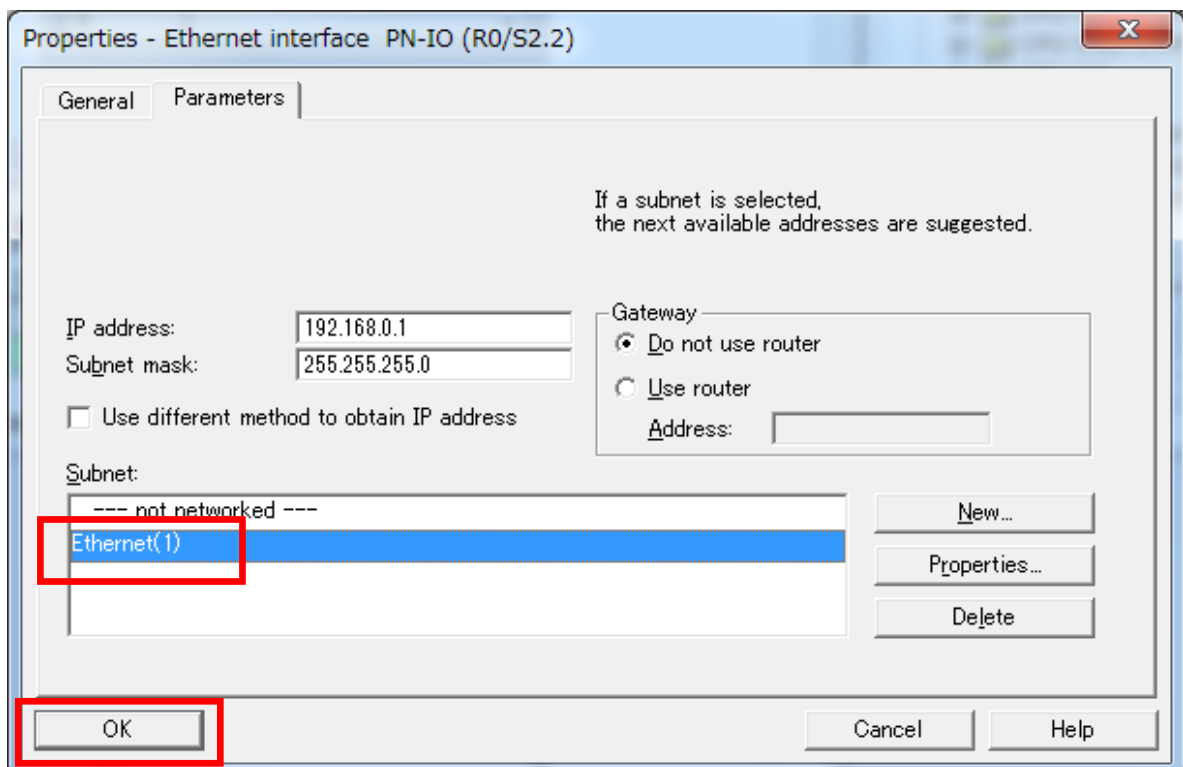 Properties - Ethernet interface PN-IO (R0/S2.2)
General
Parameters
If a subnet is selected,
the next available addresses are suggested.
IP address:
192.168.0.1
Subnet mask:
255.255.255.0
Use different method to obtain IP address
Gateway
Do not use router
Use router
Address:
Subnet:
--- not networked ---
Ethernet(1)
New...
Properties...
Delete
OK
Cancel
Help